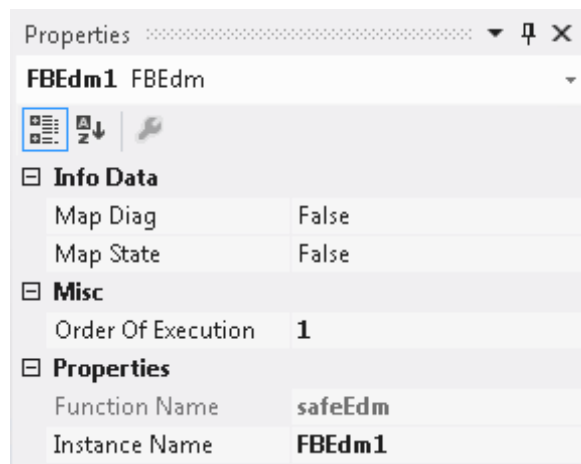 Properties
FBEdm1 FBEdm
Info Data
Map Diag False
Map State False
Misc
Order Of Execution 1
Properties
Function Name safeEdm
Instance Name FBEdm1